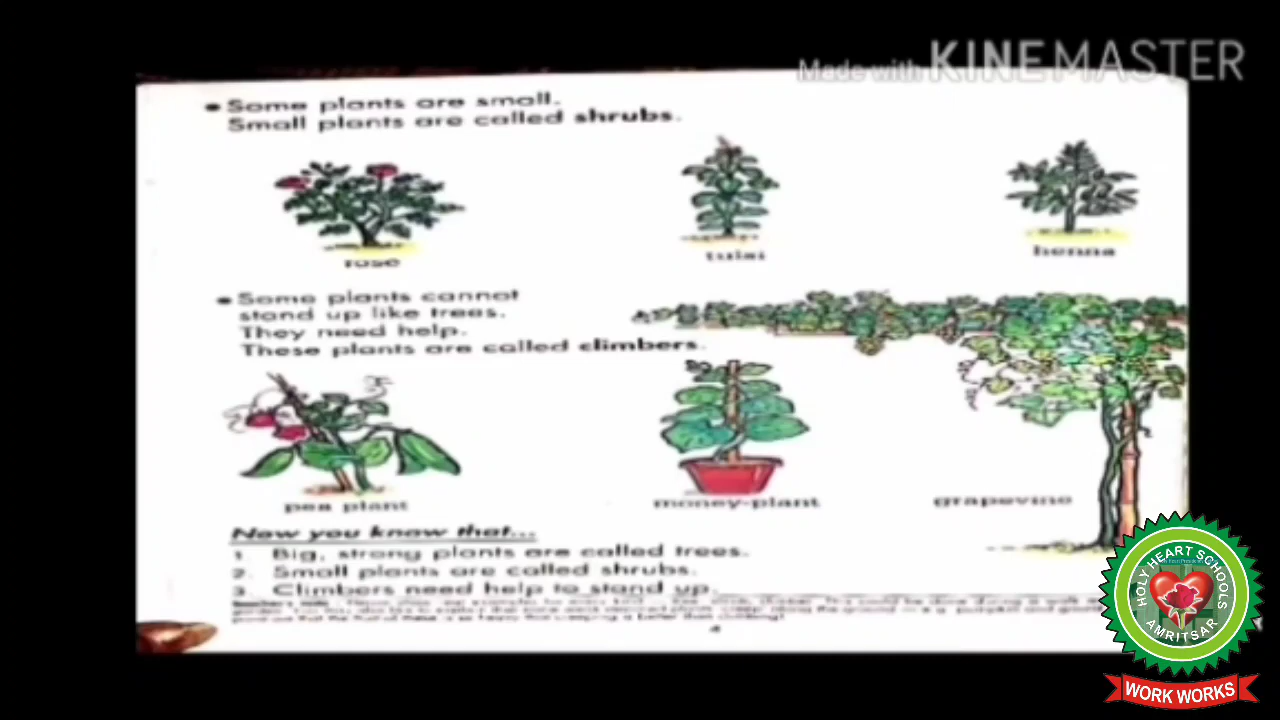 Made with KINEMASTER
• Some plants are small.
Small plants are called shrubs.
rose
tulsi
henna
• Some plants cannot
stand up like trees.
They need help.
These plants are called climbers.
pea plant
money-plant
grapevine
Now you know that...
1. Big, strong plants are called trees.
2. Small plants are called shrubs.
3. Climbers need help to stand up.
4
HOLY HEART SCHOOLS
AMRITSAR
WORK WORKS